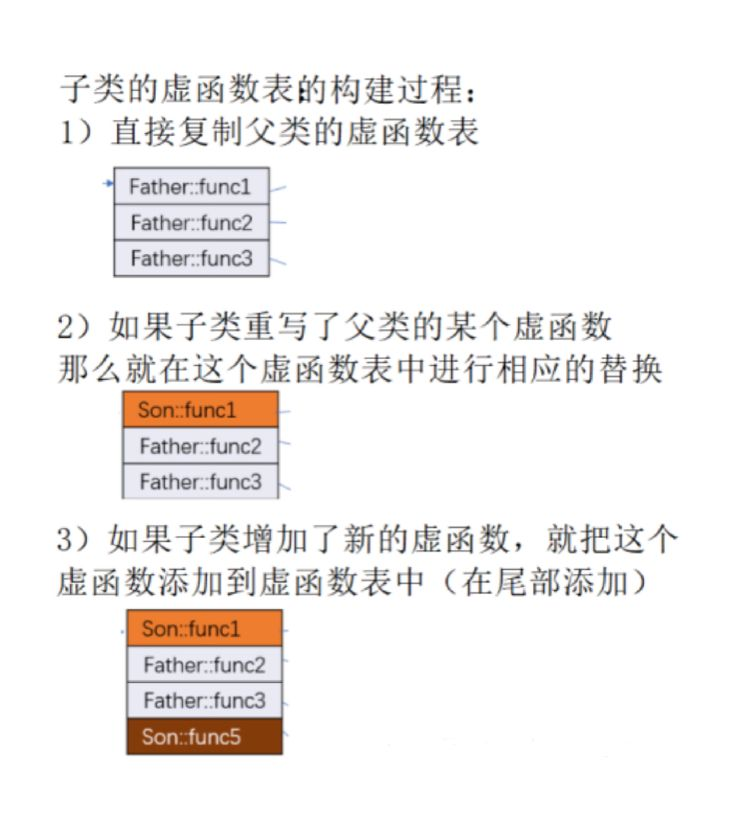 子类的虚函数表的构建过程：
1）直接复制父类的虚函数表
Father::func1
Father::func2
Father::func3
2）如果子类重写了父类的某个虚函数
那么就在这个虚函数表中进行相应的替换
Son::func1
Father::func2
Father::func3
3）如果子类增加了新的虚函数，就把这个
虚函数添加到虚函数表中（在尾部添加）
Son::func1
Father::func2
Father::func3
Son::func5